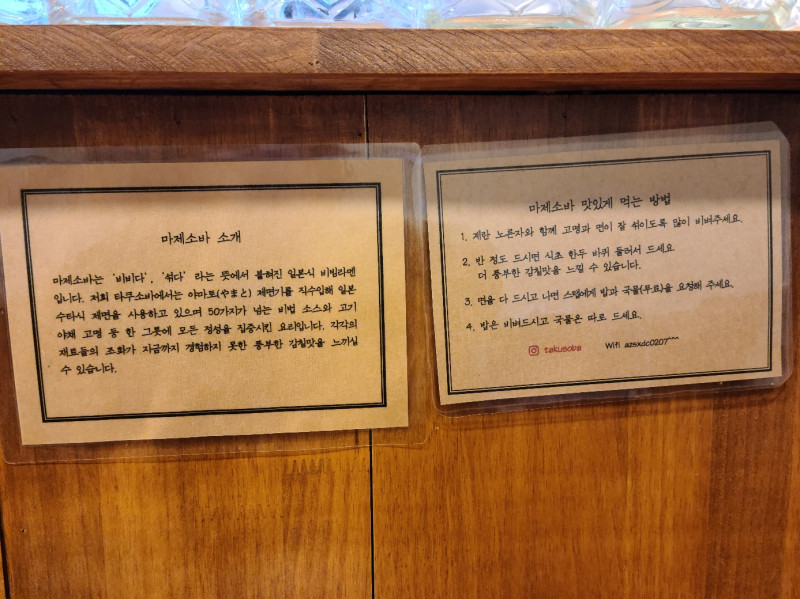 마제소바 소개
마제소바는 '비비다', '섞다' 라는 뜻에서 붙혀진 일본식 비빔라멘
입니다. 저희 타쿠소바에서는 야마토(やまと) 제면기를 직수입해 일본
수타식 제면을 사용하고 있으며 50가지가 넘는 비법 소스와 고기
야채 고명 등 한 그릇에 모든 정성을 집중시킨 요리입니다. 각각의
재료들의 조화가 지금까지 경험하지 못한 풍부한 감칠맛을 느끼실
수 있습니다.
마제소바 맛있게 먹는 방법
1. 계란 노른자와 함께 고명과 면이 잘 섞이도록 많이 비벼주세요.
2. 반 정도 드시면 식초 한두 바퀴 둘러서 드세요
더 풍부한 감칠맛을 느낄 수 있습니다.
3. 면을 다 드시고 나면 스탭에게 밥과 국물(무료)을 요청해 주세요.
4. 밥은 비벼드시고 국물은 따로 드세요.
takusoba Wifi azsxdc0207^^^